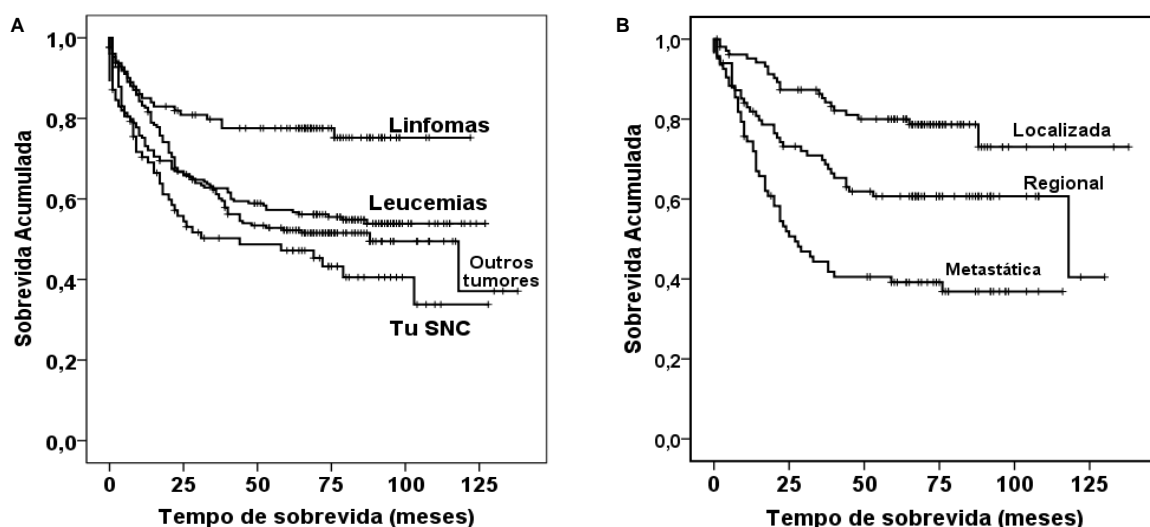 A
Sobrevida Acumulada
1,0
0,8
0,6
0,4
0,2
0,0
Linfomas
Leucemias
Outros
tumores
Tu SNC
0 25 50 75 100 125
Tempo de sobrevida (meses)
B
Sobrevida Acumulada
1,0
0,8
0,6
0,4
0,2
0,0
Localizada
Regional
Metastática
0 25 50 75 100 125
Tempo de sobrevida (meses)